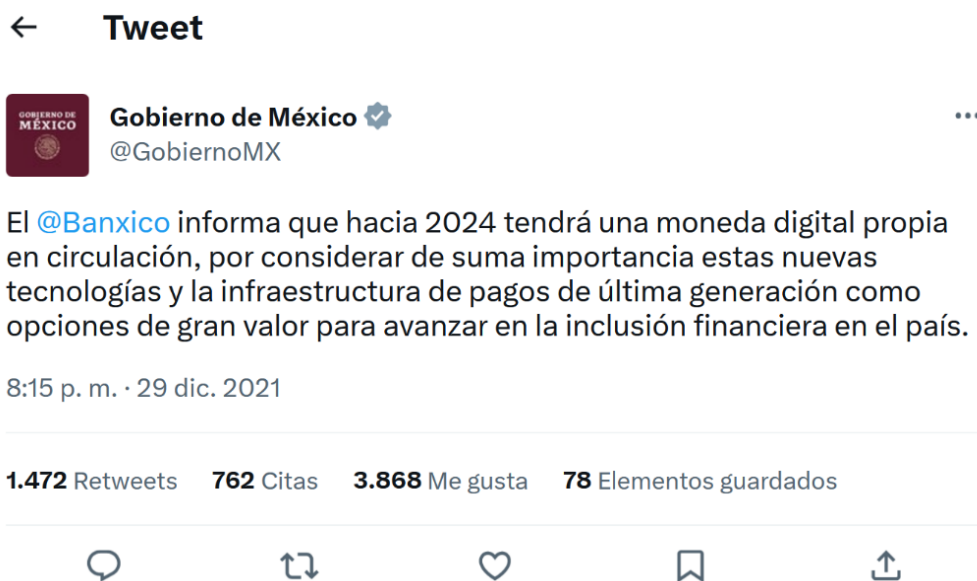 Tweet
GOBIERNO DE
MÉXICO
Gobierno de México
@GobiernoMX
El @Banxico informa que hacia 2024 tendrá una moneda digital propia
en circulación, por considerar de suma importancia estas nuevas
tecnologías y la infraestructura de pagos de última generación como
opciones de gran valor para avanzar en la inclusión financiera en el país.
8:15 p. m. · 29 dic. 2021
1.472 Retweets 762 Citas 3.868 Me gusta 78 Elementos guardados